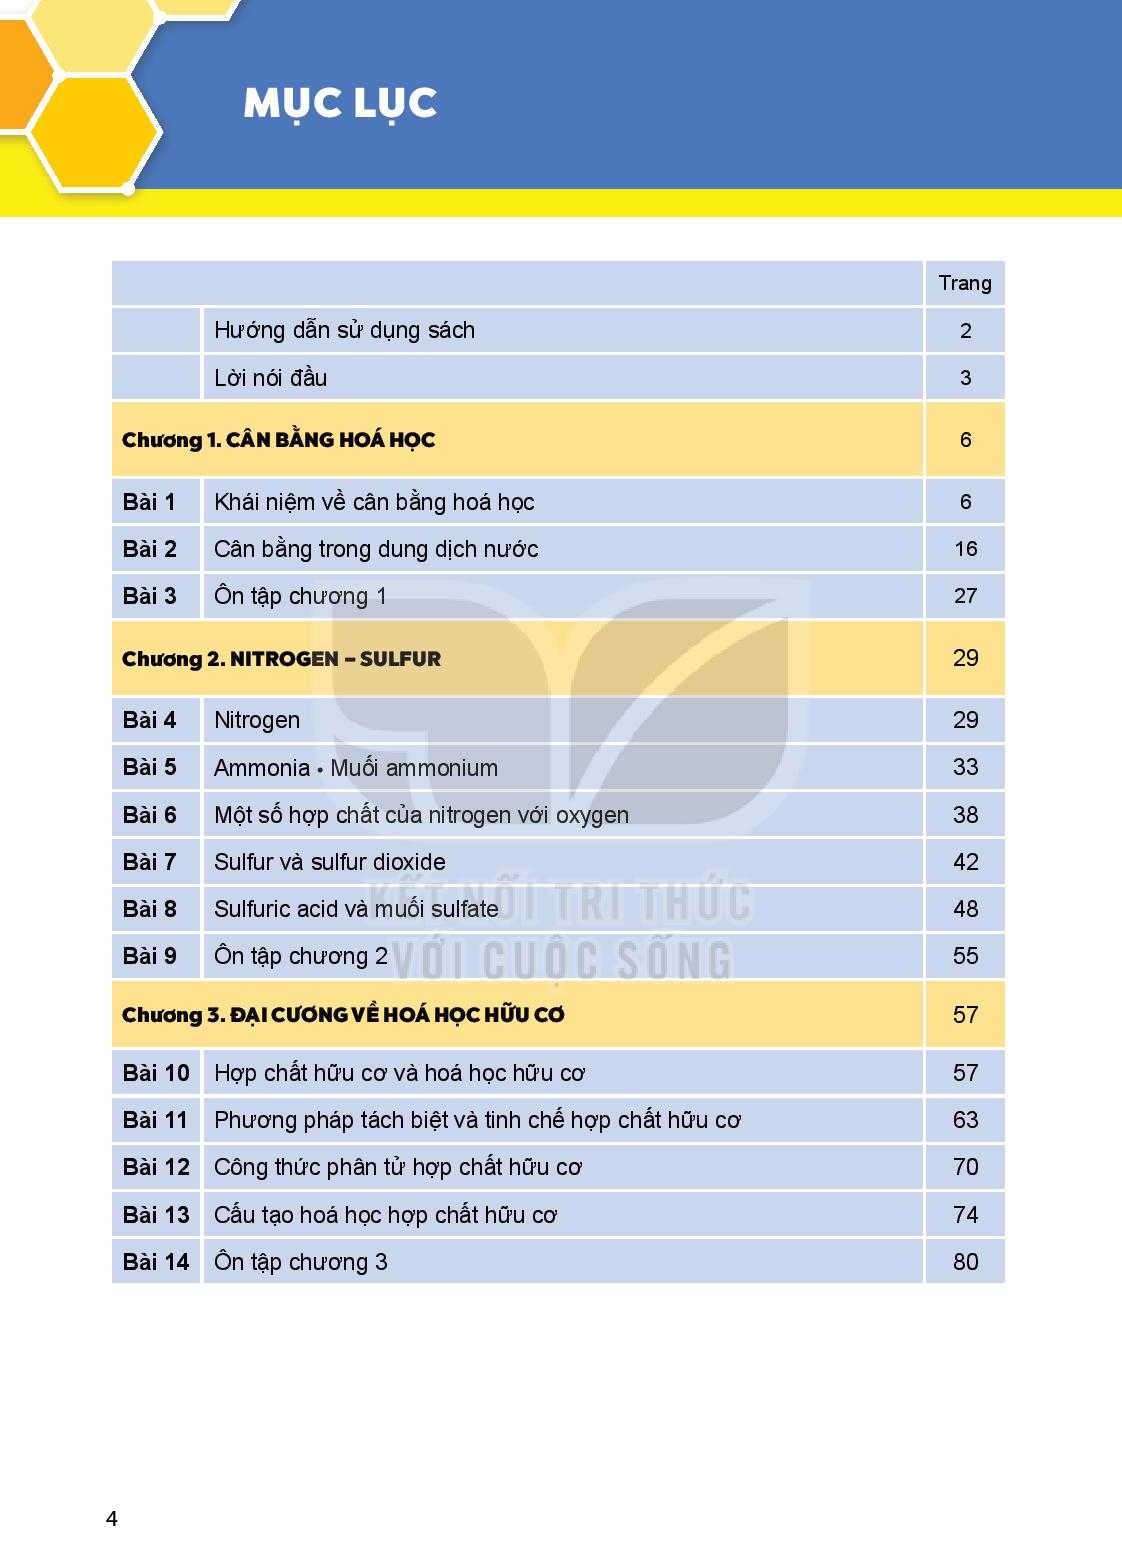 MỤC LỤC
Trang
Hướng dẫn sử dụng sách 2
Lời nói đầu 3
Chương 1. CÂN BẰNG HOÁ HỌC 6
Bài 1 Khái niệm về cân bằng hoá học 6
Bài 2 Cân bằng trong dung dịch nước 16
Bài 3 Ôn tập chương 1 27
Chương 2. NITROGEN – SULFUR 29
Bài 4 Nitrogen 29
Bài 5 Ammonia • Muối ammonium 33
Bài 6 Một số hợp chất của nitrogen với oxygen 38
Bài 7 Sulfur và sulfur dioxide 42
Bài 8 Sulfuric acid và muối sulfate 48
Bài 9 Ôn tập chương 2 55
KẾT NỐI TRI THỨC
VỚI CUỘC SỐNG
Chương 3. ĐẠI CƯƠNG VỀ HOÁ HỌC HỮU CƠ 57
Bài 10 Hợp chất hữu cơ và hoá học hữu cơ 57
Bài 11 Phương pháp tách biệt và tinh chế hợp chất hữu cơ 63
Bài 12 Công thức phân tử hợp chất hữu cơ 70
Bài 13 Cấu tạo hoá học hợp chất hữu cơ 74
Bài 14 Ôn tập chương 3 80
4